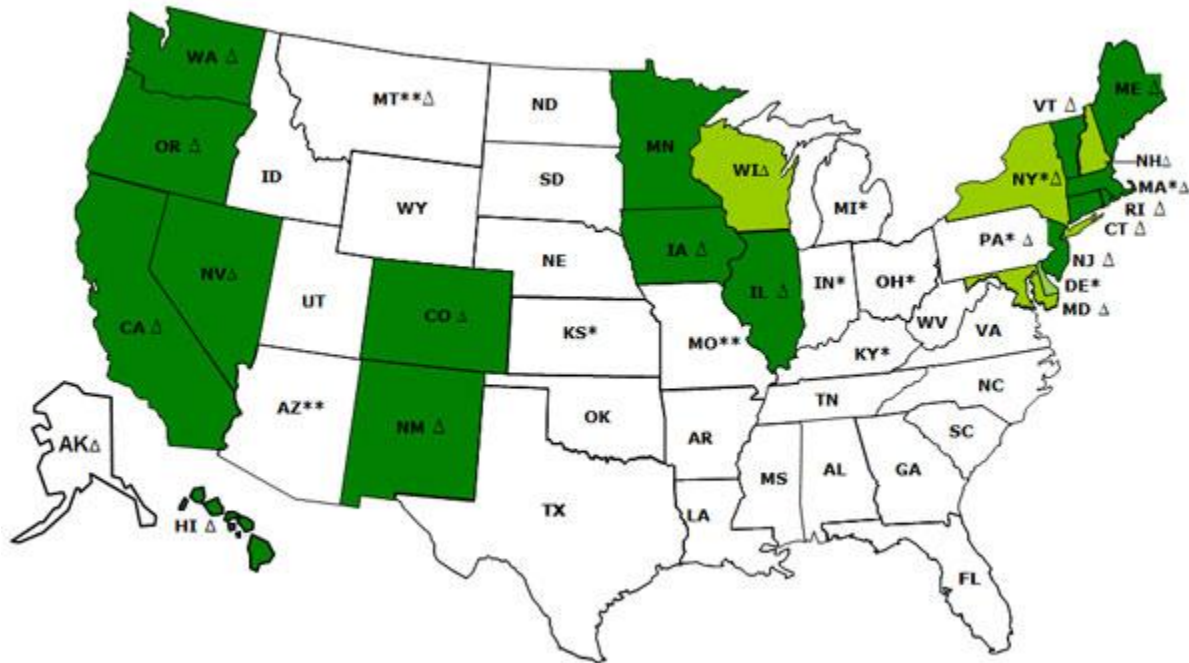 WA Δ
ME Δ
MT**Δ
ND
VT Δ
OR Δ
MN
NHΔ
ID
SD
WIΔ
NY*Δ
MA*Δ
WY
MI*
RI Δ
CT Δ
PA* Δ
IA Δ
NE
NJ Δ
NVΔ
IN*
OH*
DE*
UT
IL Δ
MD Δ
CA Δ
CO Δ
KS*
WV
VA
MO**
KY*
NC
AZ**
TN
OK
NM Δ
SC
AKΔ
AR
MS
AL
GA
TX
LA
HI Δ
FL